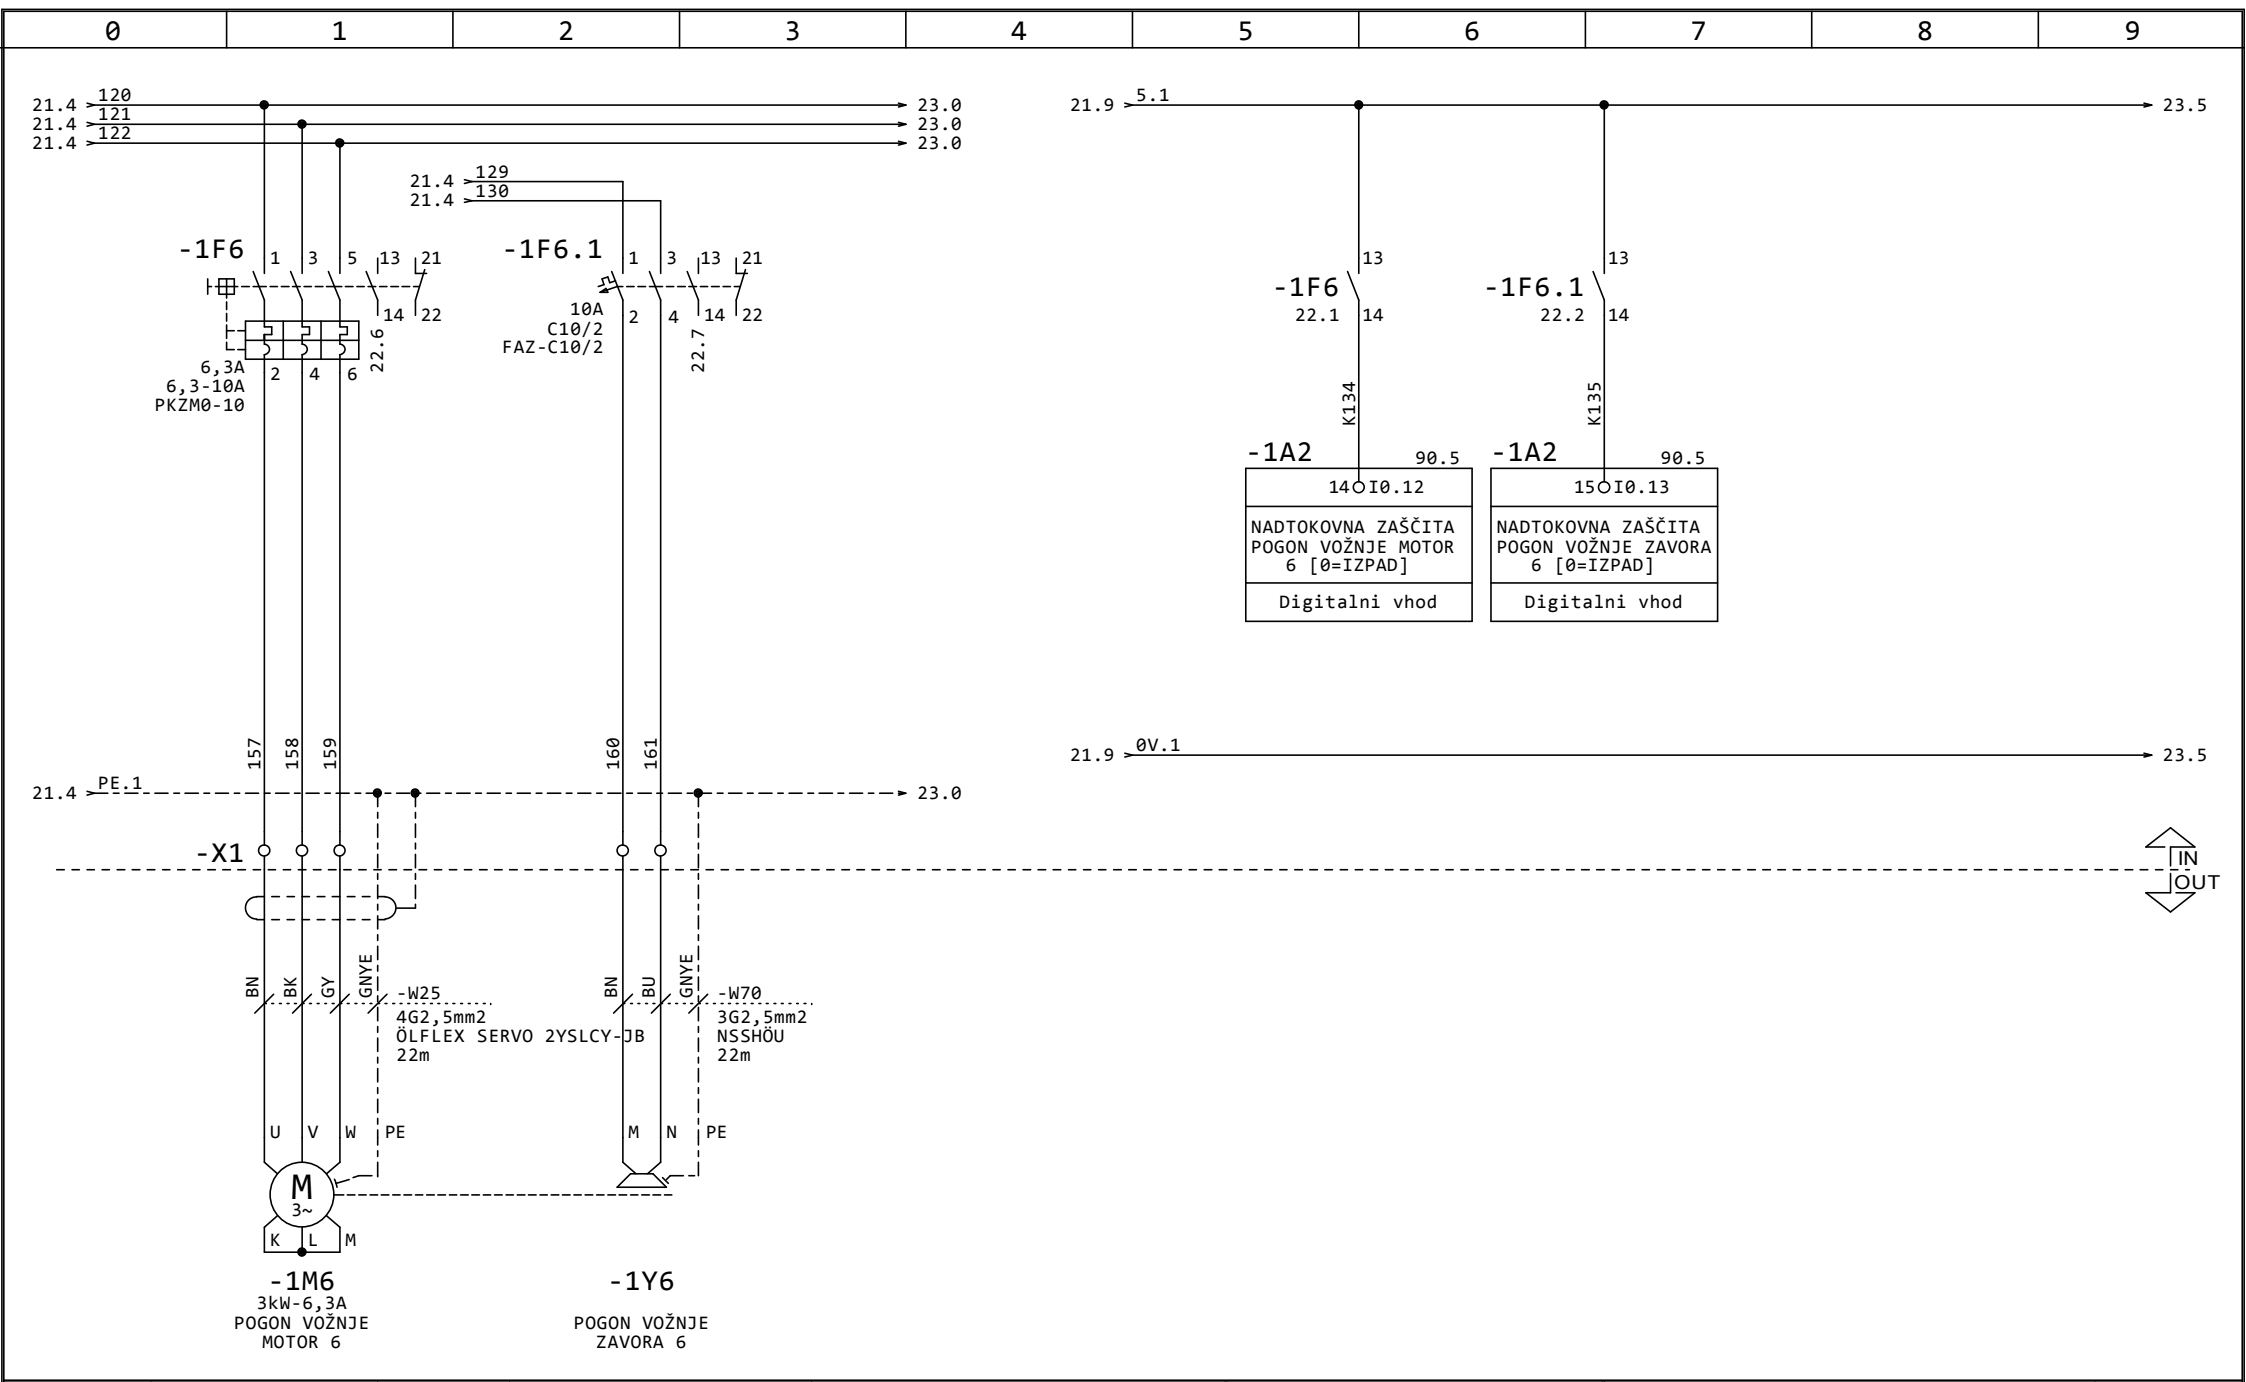 0 1 2 3 4 5 6 7 8 9
21.4 120 23.0
21.4 121 23.0
21.4 122 23.0
21.9 5.1 23.5
21.4 129
21.4 130
-1F6 1 3 5 13 21
14 22
22.6
6,3A
6,3-10A
PKZM0-10
2 4 6
-1F6.1 1 3 13 21
10A
C10/2
FAZ-C10/2
2 4 14 22
22.7
13
-1F6
22.1 14
K134
13
-1F6.1
22.2 14
K135
-1A2 90.5
14 I0.12
NADTOKOVNA ZAŠČITA
POGON VOŽNJE MOTOR
6 [0=IZPAD]
Digitalni vhod
-1A2 90.5
15 I0.13
NADTOKOVNA ZAŠČITA
POGON VOŽNJE ZAVORA
6 [0=IZPAD]
Digitalni vhod
157 158 159 160 161
21.9 0V.1 23.5
21.4 PE.1 23.0
-X1
IN
OUT
BN BK GY GNYE
-W25
4G2,5mm2
ÖLFLEX SERVO 2YSLCY-JB
22m
BN BU GNYE
-W70
3G2,5mm2
NSSHÖU
22m
U V W PE
M N PE
M
3~
K L M
-1M6
3kW-6,3A
POGON VOŽNJE
MOTOR 6
-1Y6
POGON VOŽNJE
ZAVORA 6